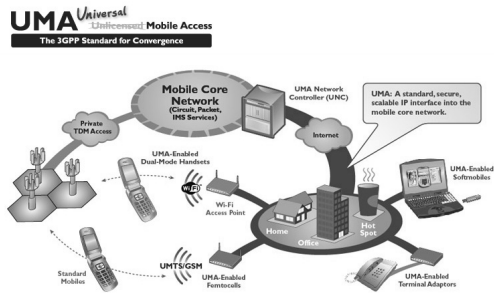 UMA Universal
Unlicensed Mobile Access
The 3GPP Standard for Convergence
Mobile Core
Network
(Circuit, Packet,
IMS Services)
UMA Network
Controller (UNC)
UMA: A standard, secure,
scalable IP interface into the
mobile core network.
Private
TDM Access
Internet
UMA-Enabled
Dual-Mode Handsets
UMA-Enabled
Softmobiles
Wi-Fi
Wi-Fi
Access Point
Home
Office
Hot
Spot
UMTS/GSM
Standard
Mobiles
UMA-Enabled
Femtocells
UMA-Enabled
Terminal Adaptors